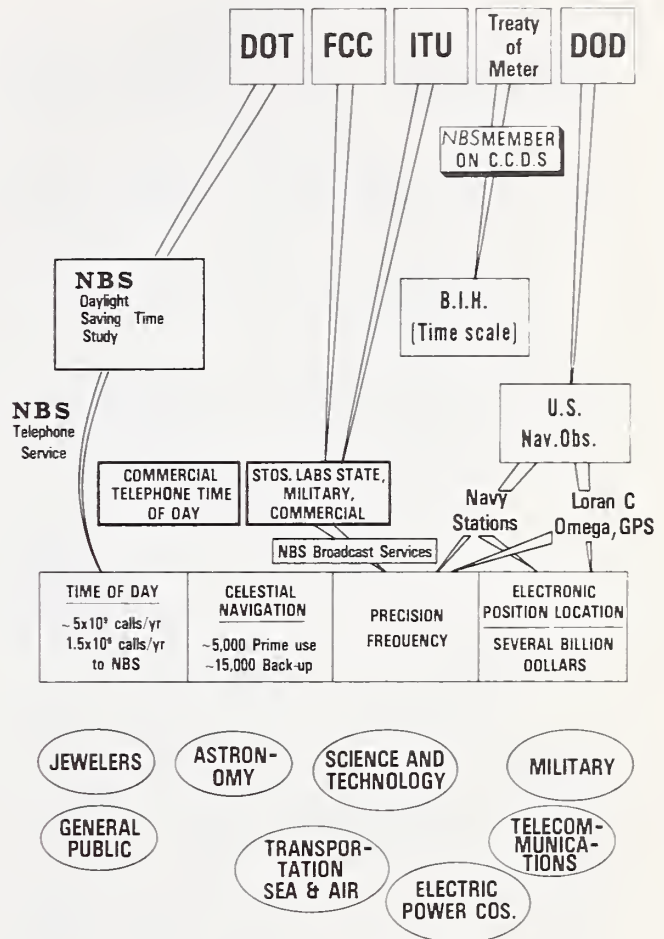 DOT
FCC
ITU
Treaty
of
Meter
DOD
NBS MEMBER
ON C.C.D.S
NBS
Daylight
Saving Time
Study
B.I.H.
(Time scale)
NBS
Telephone
Service
U.S.
Nav.Obs.
COMMERCIAL
TELEPHONE TIME
OF DAY
STDS. LABS STATE,
MILITARY,
COMMERCIAL
Navy
Stations
Loran C
Omega, GPS
NBS Broadcast Services
TIME OF DAY
~5x10⁹ calls/yr
1.5x10⁶ calls/yr
to NBS
CELESTIAL
NAVIGATION
~5,000 Prime use
~15,000 Back-up
PRECISION
FREQUENCY
ELECTRONIC
POSITION LOCATION
SEVERAL BILLION
DOLLARS
JEWELERS
ASTRON-
OMY
SCIENCE AND
TECHNOLOGY
MILITARY
GENERAL
PUBLIC
TRANSPOR-
TATION
SEA & AIR
ELECTRIC
POWER COS.
TELECOM-
MUNICA-
TIONS